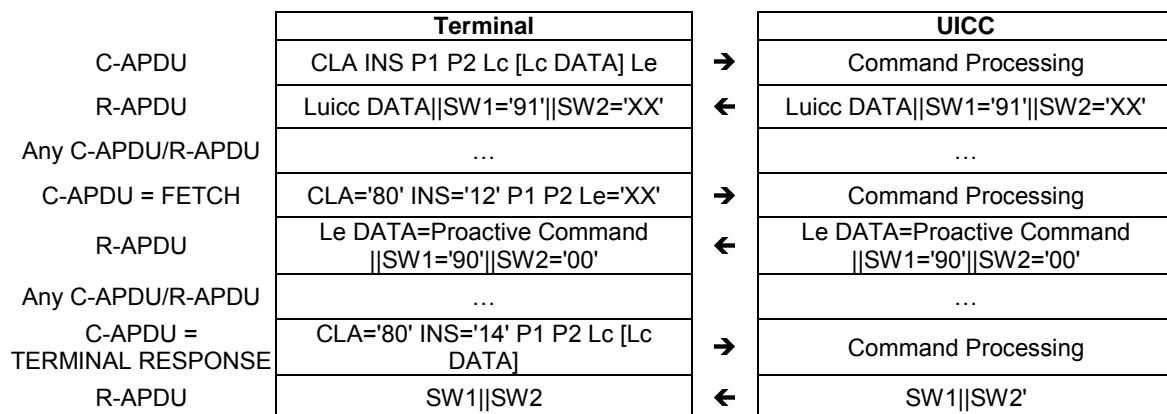 Terminal UICC
C-APDU CLA INS P1 P2 Lc [Lc DATA] Le → Command Processing
R-APDU Luicc DATA||SW1='91'||SW2='XX' ← Luicc DATA||SW1='91'||SW2='XX'
Any C-APDU/R-APDU … …
C-APDU = FETCH CLA='80' INS='12' P1 P2 Le='XX' → Command Processing
R-APDU Le DATA=Proactive Command ← Le DATA=Proactive Command
||SW1='90'||SW2='00' ||SW1='90'||SW2='00'
Any C-APDU/R-APDU … …
C-APDU = CLA='80' INS='14' P1 P2 Lc [Lc → Command Processing
TERMINAL RESPONSE DATA]
R-APDU SW1||SW2 ← SW1||SW2'